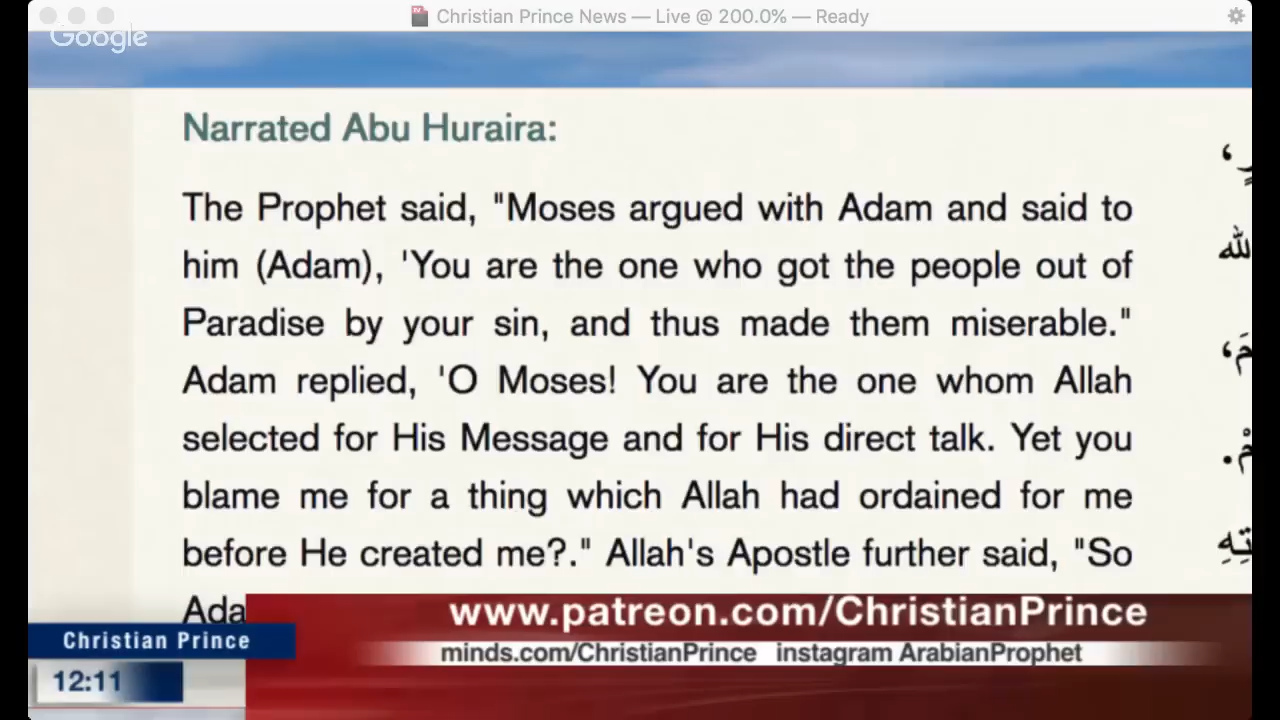 Christian Prince News — Live @ 200.0% — Ready
Google
Narrated Abu Huraira:
The Prophet said, "Moses argued with Adam and said to
him (Adam), 'You are the one who got the people out of
Paradise by your sin, and thus made them miserable."
Adam replied, 'O Moses! You are the one whom Allah
selected for His Message and for His direct talk. Yet you
blame me for a thing which Allah had ordained for me
before He created me?." Allah's Apostle further said, "So
Ada
www.patreon.com/ChristianPrince
Christian Prince
minds.com/ChristianPrince instagram ArabianProphet
12:11